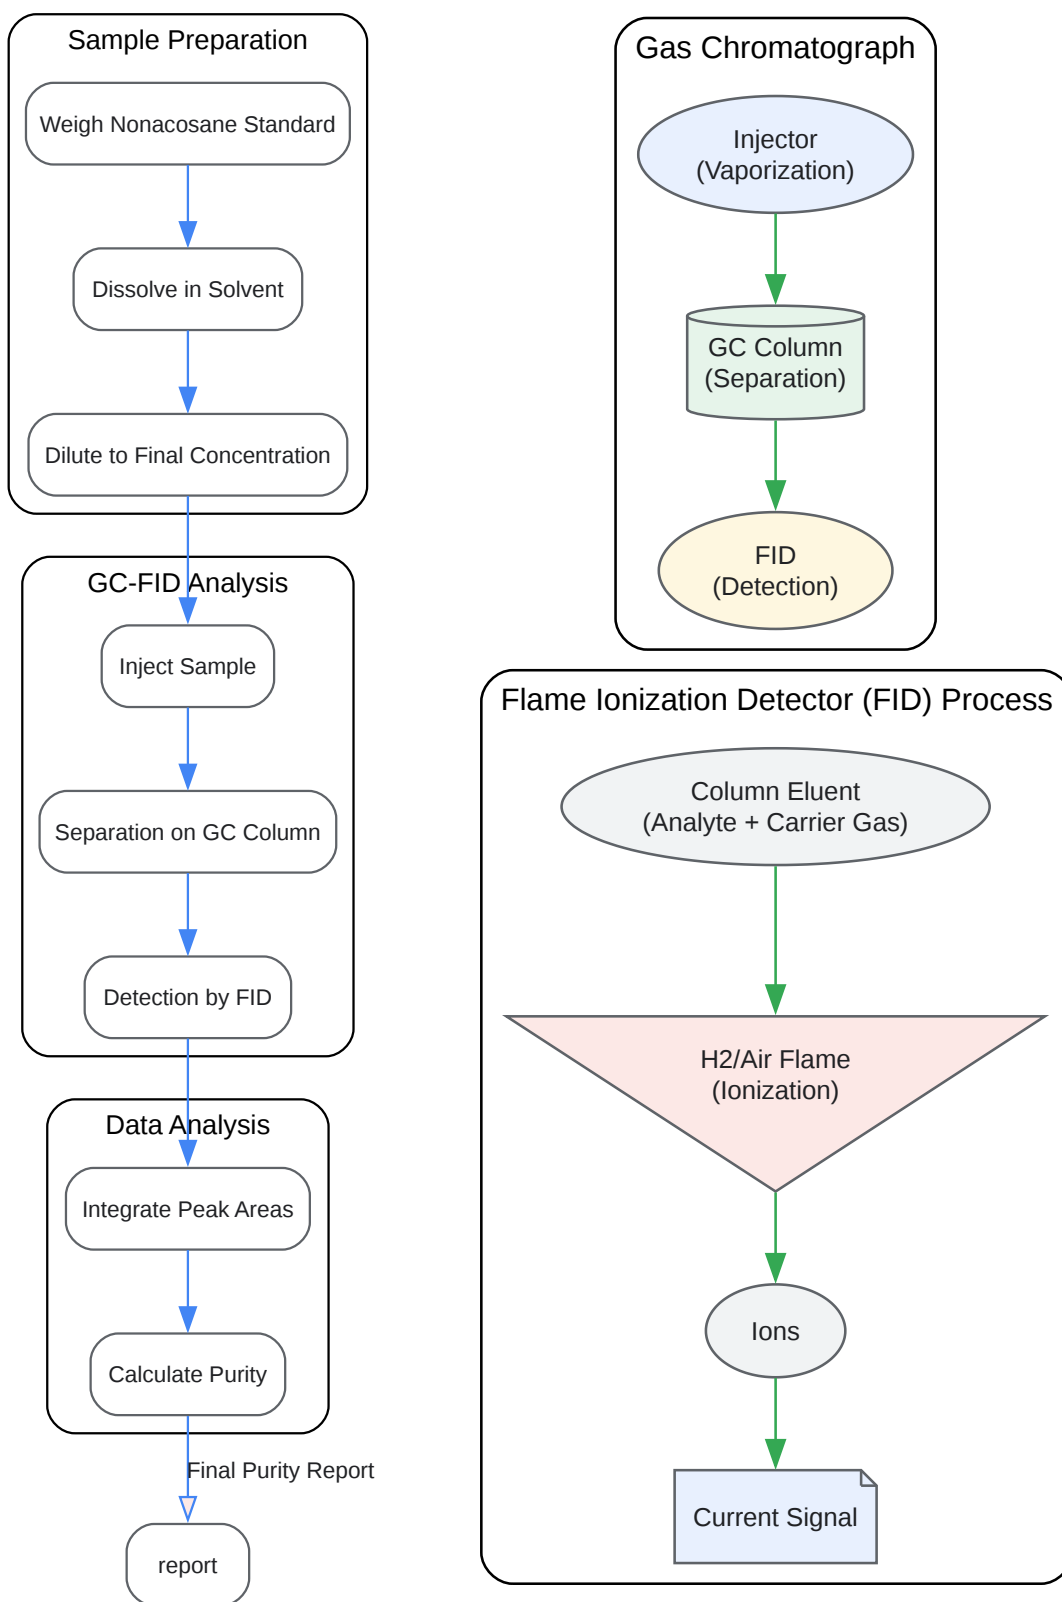 Sample Preparation
Weigh Nonacosane Standard
Dissolve in Solvent
Dilute to Final Concentration
GC-FID Analysis
Inject Sample
Separation on GC Column
Detection by FID
Data Analysis
Integrate Peak Areas
Calculate Purity
Final Purity Report
report
Gas Chromatograph
Injector
(Vaporization)
GC Column
(Separation)
FID
(Detection)
Flame Ionization Detector (FID) Process
Column Eluent
(Analyte + Carrier Gas)
H2/Air Flame
(Ionization)
Ions
Current Signal